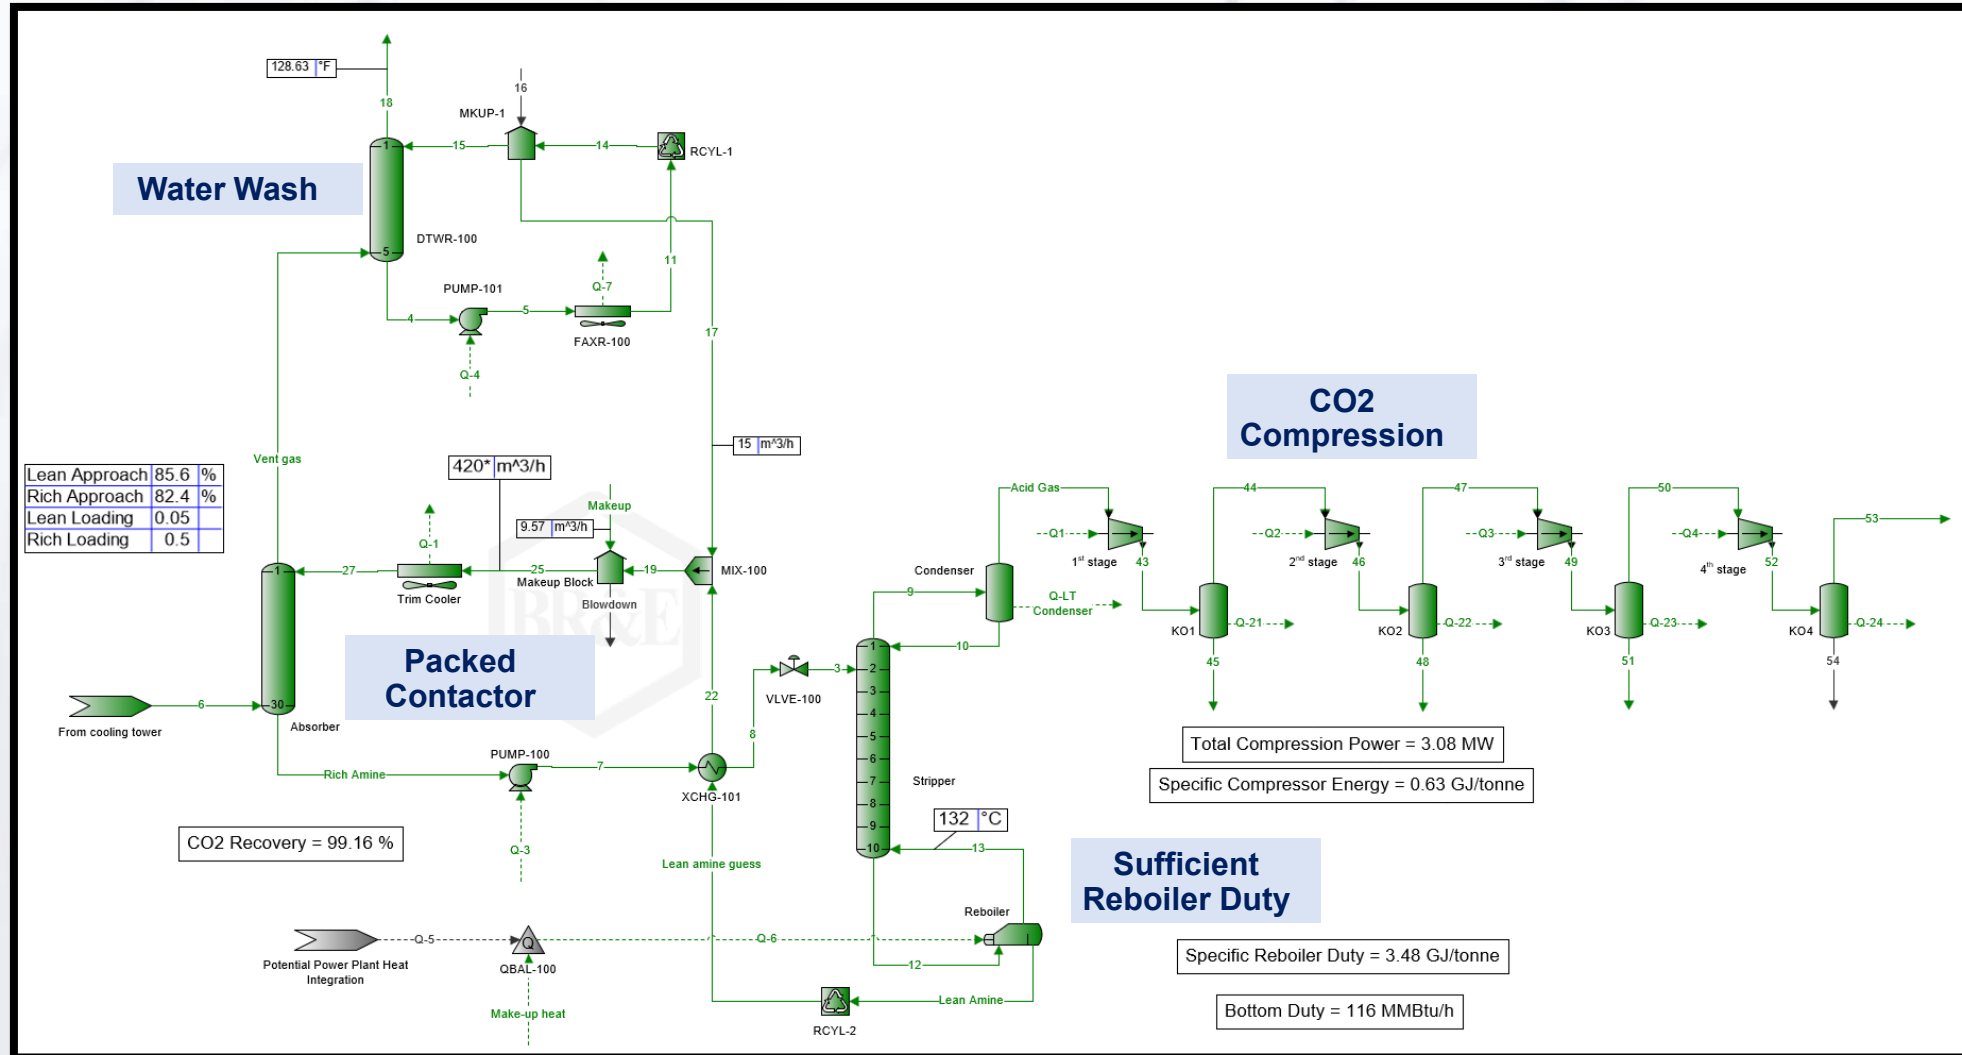 128.63 °F
16
18
MKUP-1
1
15
14
RCYL-1
Water Wash
DTWR-100
5
11
PUMP-101
Q-7
4
5
17
FAXR-100
Q-4
CO2
Compression
15 m^3/h
Vent gas
420* m^3/h
Lean Approach 85.6 %
Rich Approach 82.4 %
Lean Loading 0.05
Rich Loading 0.5
Makeup
9.57 m^3/h
Acid Gas
44
47
50
53
Q-1
Q1
Q2
Q3
Q4
1st stage
43
2nd stage
46
3rd stage
49
4th stage
52
1
27
25
19
MIX-100
Trim Cooler
Makeup Block
Blowdown
Condenser
9
Q-LT
Condenser
BR&E
KO1
Q-21
KO2
Q-22
KO3
Q-23
KO4
Q-24
Packed
Contactor
1
10
45
48
51
54
2
3
VLVE-100
3
22
6
30
Absorber
From cooling tower
4
5
8
6
7
8
9
10
Stripper
PUMP-100
7
Rich Amine
XCHG-101
Total Compression Power = 3.08 MW
Specific Compressor Energy = 0.63 GJ/tonne
132 °C
13
CO2 Recovery = 99.16 %
Q-3
Lean amine guess
Sufficient
Reboiler Duty
Reboiler
Q-5
Q
Q-6
Potential Power Plant Heat
Integration
QBAL-100
12
Specific Reboiler Duty = 3.48 GJ/tonne
Make-up heat
Lean Amine
RCYL-2
Bottom Duty = 116 MMBtu/h